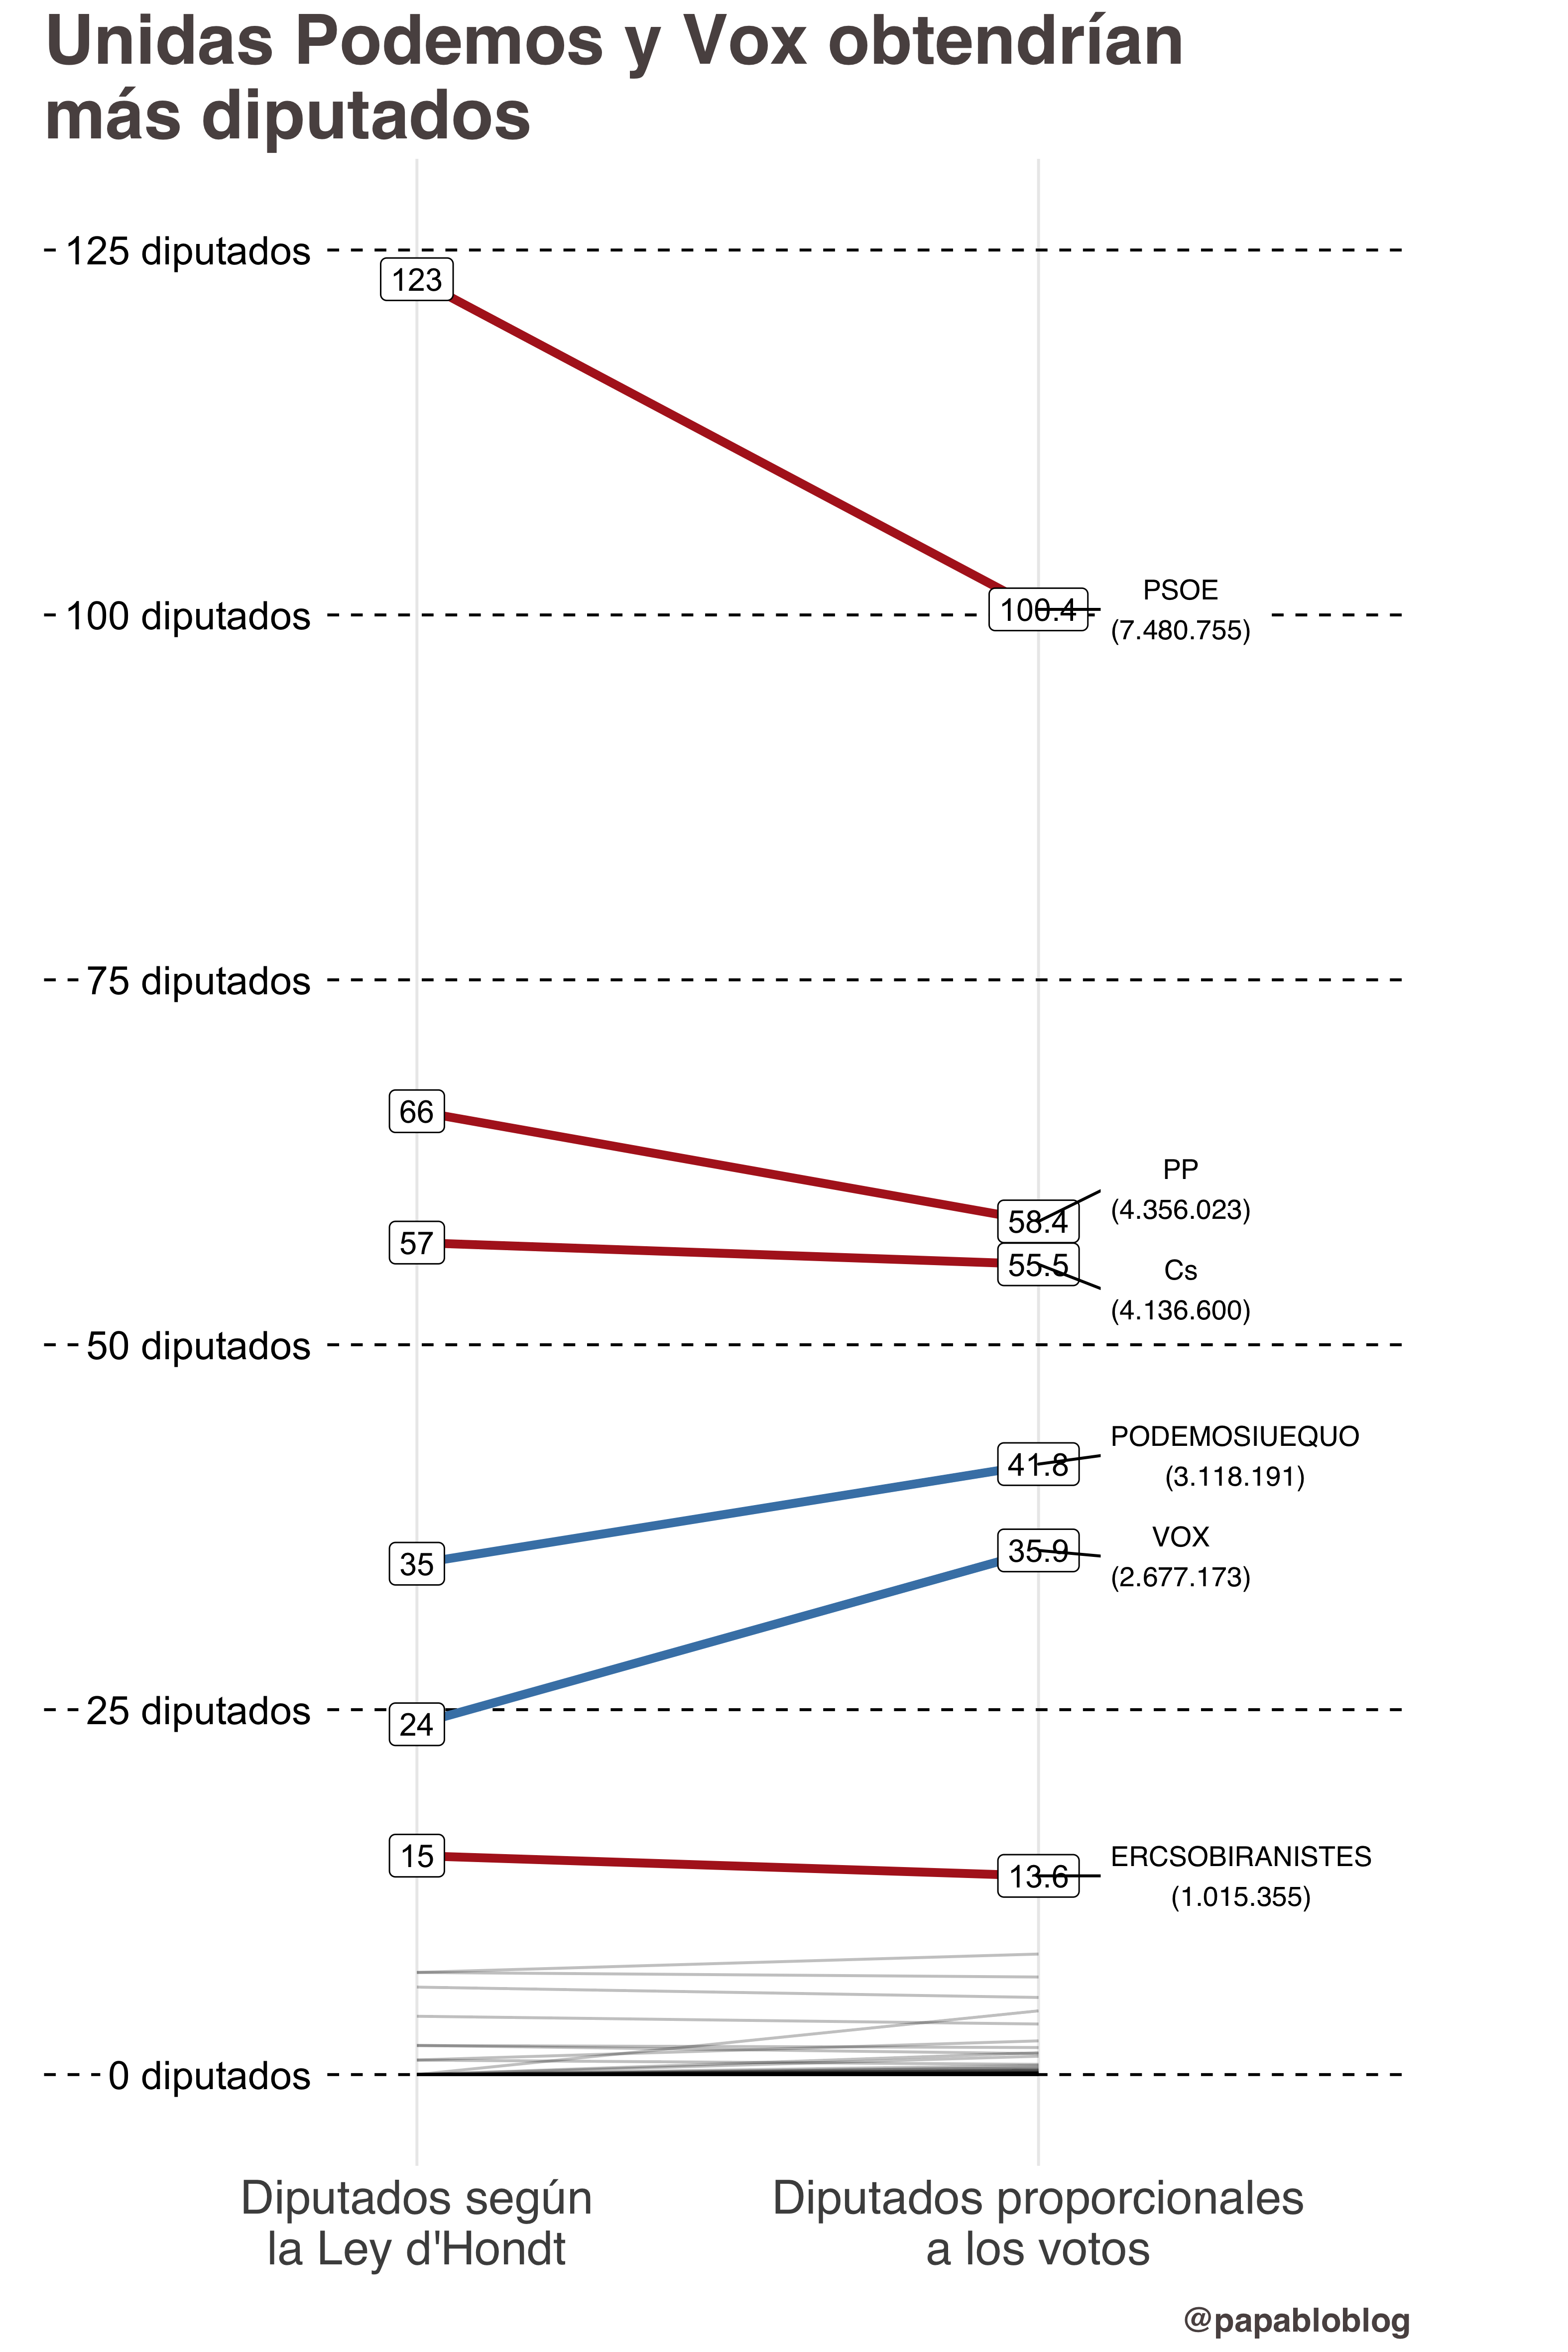 Unidas Podemos y Vox obtendrían
más diputados
125 diputados
123
100 diputados
100.4
PSOE
(7.480.755)
75 diputados
66
PP
58.4
(4.356.023)
57
55.5
Cs
(4.136.600)
50 diputados
PODEMOSIUEQUO
41.8
(3.118.191)
35
VOX
35.9
(2.677.173)
25 diputados
24
15
13.6
ERCSOBIRANISTES
(1.015.355)
0 diputados
Diputados según
la Ley d'Hondt
Diputados proporcionales
a los votos
@papabloblog